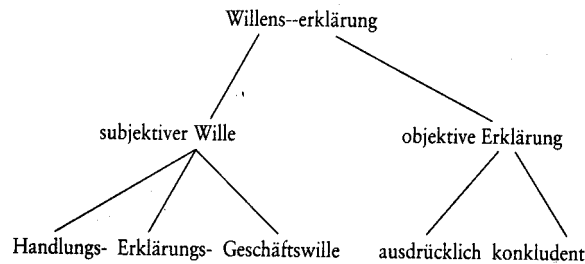 Willens--erklärung
subjektiver Wille objektive Erklärung
Handlungs- Erklärungs- Geschäftswille ausdrücklich konkludent